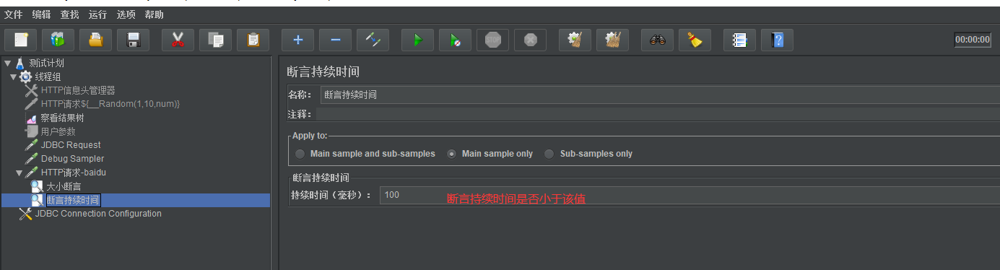 文件 编辑 查找 运行 选项 帮助
STOP
00:00:00
测试计划
线程组
HTTP信息头管理器
HTTP请求${__Random(1,10,num)}
察看结果树
用户参数
JDBC Request
Debug Sampler
HTTP请求-baidu
大小断言
断言持续时间
JDBC Connection Configuration
断言持续时间
名称： 断言持续时间
注释：
Apply to:
Main sample and sub-samples Main sample only Sub-samples only
断言持续时间
持续时间（毫秒）： 100 断言持续时间是否小于该值